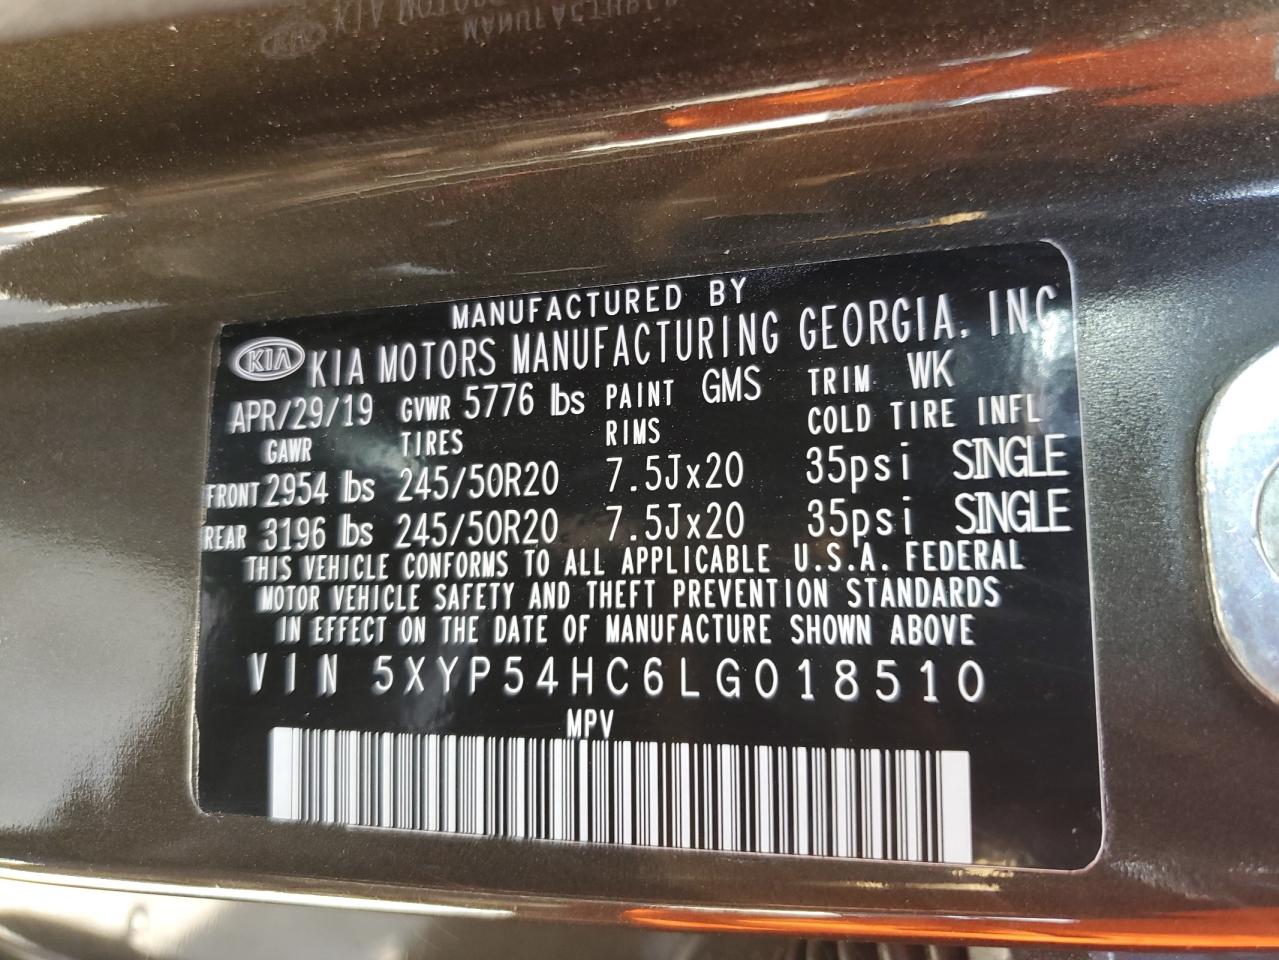 MANUFACTURED BY
KIA KIA MOTORS MANUFACTURING GEORGIA, INC
APR/29/19 GVWR 5776 lbs PAINT GMS TRIM WK
GAWR TIRES RIMS COLD TIRE INFL
FRONT 2954 lbs 245/50R20 7.5Jx20 35psi SINGLE
REAR 3196 lbs 245/50R20 7.5Jx20 35psi SINGLE
THIS VEHICLE CONFORMS TO ALL APPLICABLE U.S.A. FEDERAL
MOTOR VEHICLE SAFETY AND THEFT PREVENTION STANDARDS
IN EFFECT ON THE DATE OF MANUFACTURE SHOWN ABOVE
VIN 5XYP54HC6LG018510
MPV